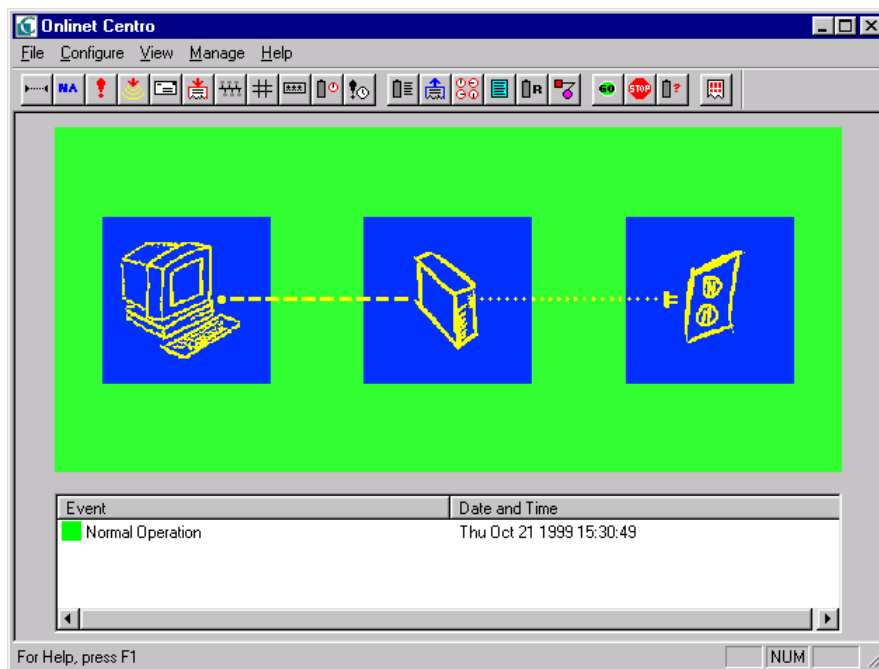 Onlinet Centro
File Configure View Manage Help
NA *** R GO STOP ?
Event Date and Time
Normal Operation Thu Oct 21 1999 15:30:49
For Help, press F1 NUM